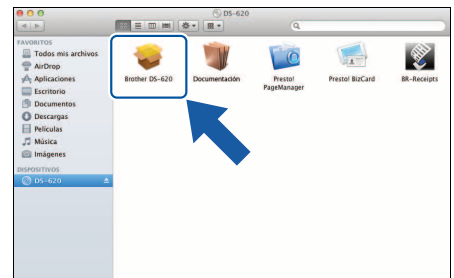 DS-620
FAVORITOS
Todos mis archivos
AirDrop
Aplicaciones
Escritorio
Documentos
Descargas
Películas
Música
Imágenes
DISPOSITIVOS
DS-620
Brother DS-620
Documentación
Presto!
PageManager
Presto! BizCard
BR-Receipts